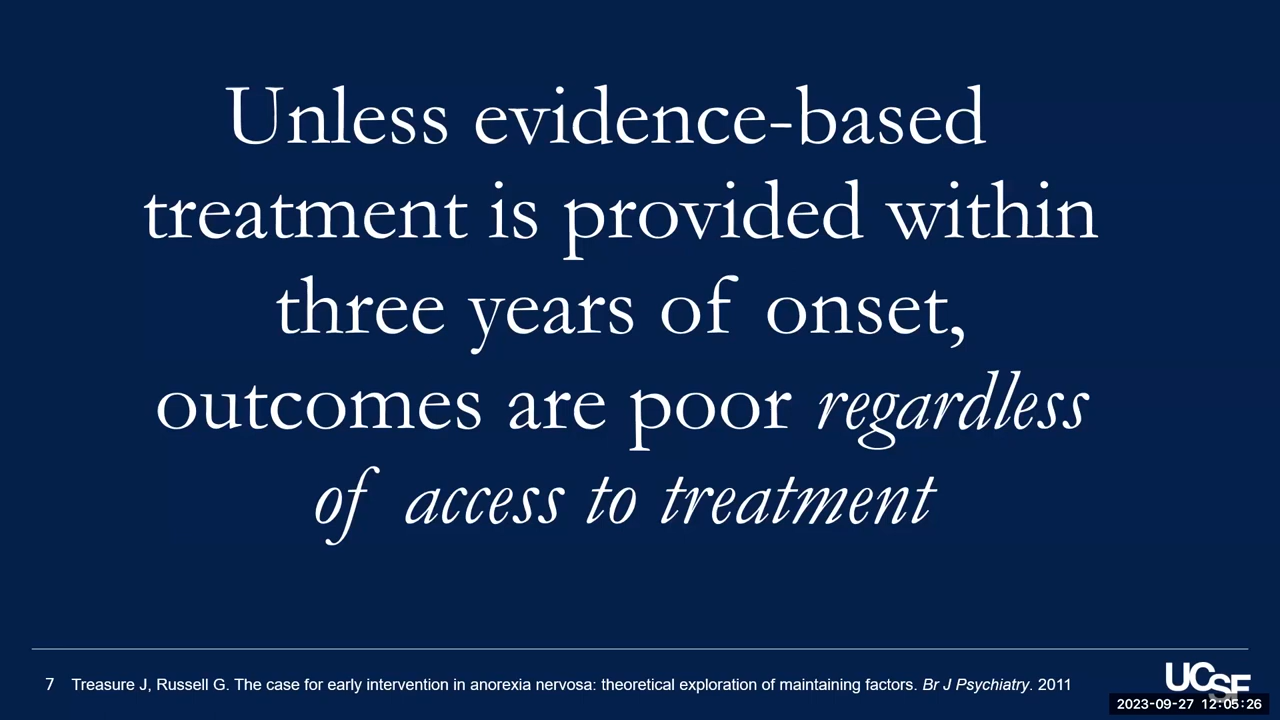 Unless evidence-based
treatment is provided within
three years of onset,
outcomes are poor regardless
of access to treatment
7 Treasure J, Russell G. The case for early intervention in anorexia nervosa: theoretical exploration of maintaining factors. Br J Psychiatry. 2011
UCSF
2023-09-27 12:05:26